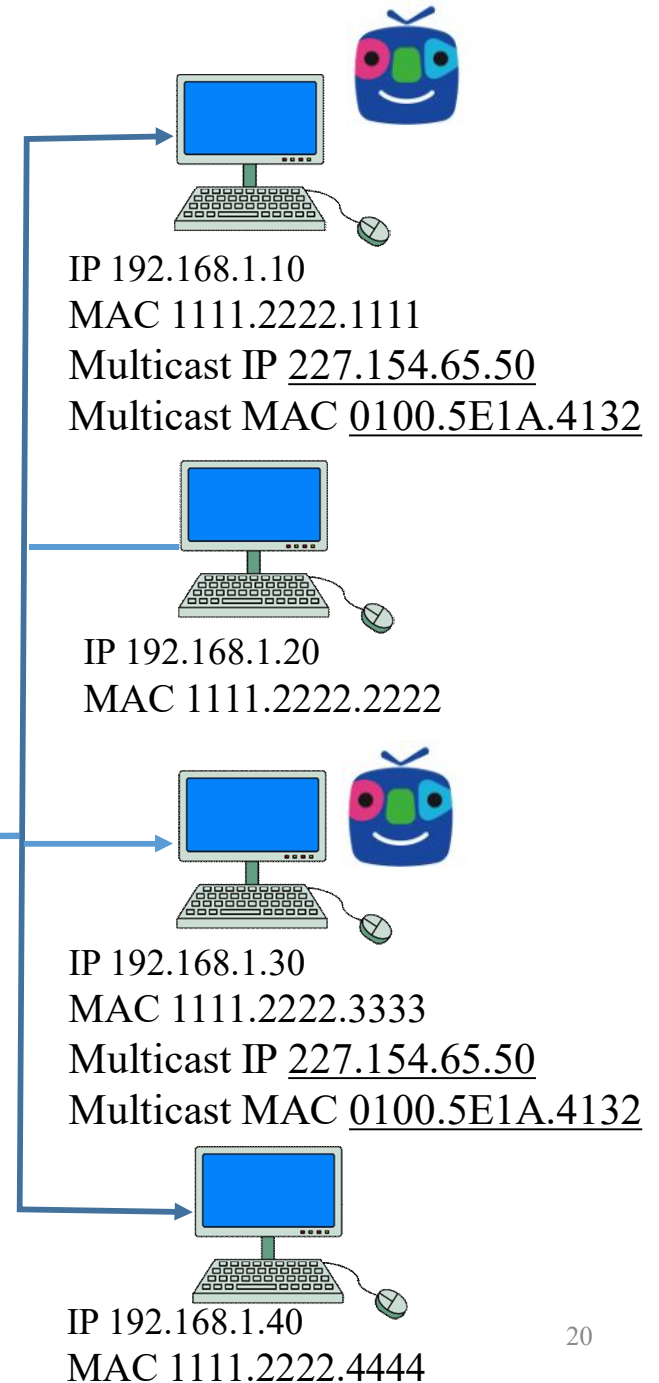 IP 192.168.1.10
MAC 1111.2222.1111
Multicast IP 227.154.65.50
Multicast MAC 0100.5E1A.4132
IP 192.168.1.20
MAC 1111.2222.2222
IP 192.168.1.30
MAC 1111.2222.3333
Multicast IP 227.154.65.50
Multicast MAC 0100.5E1A.4132
IP 192.168.1.40
MAC 1111.2222.4444
20